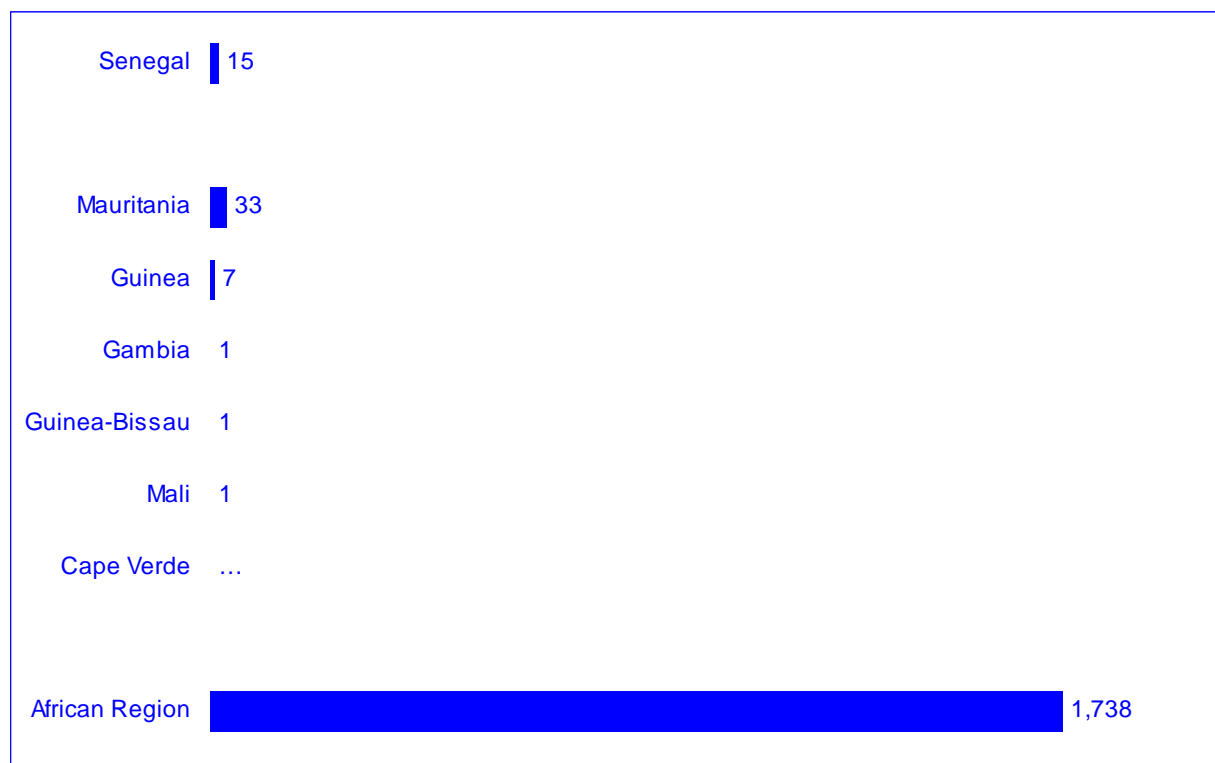 Senegal 15
Mauritania 33
Guinea 7
Gambia 1
Guinea-Bissau 1
Mali 1
Cape Verde …
African Region 1,738